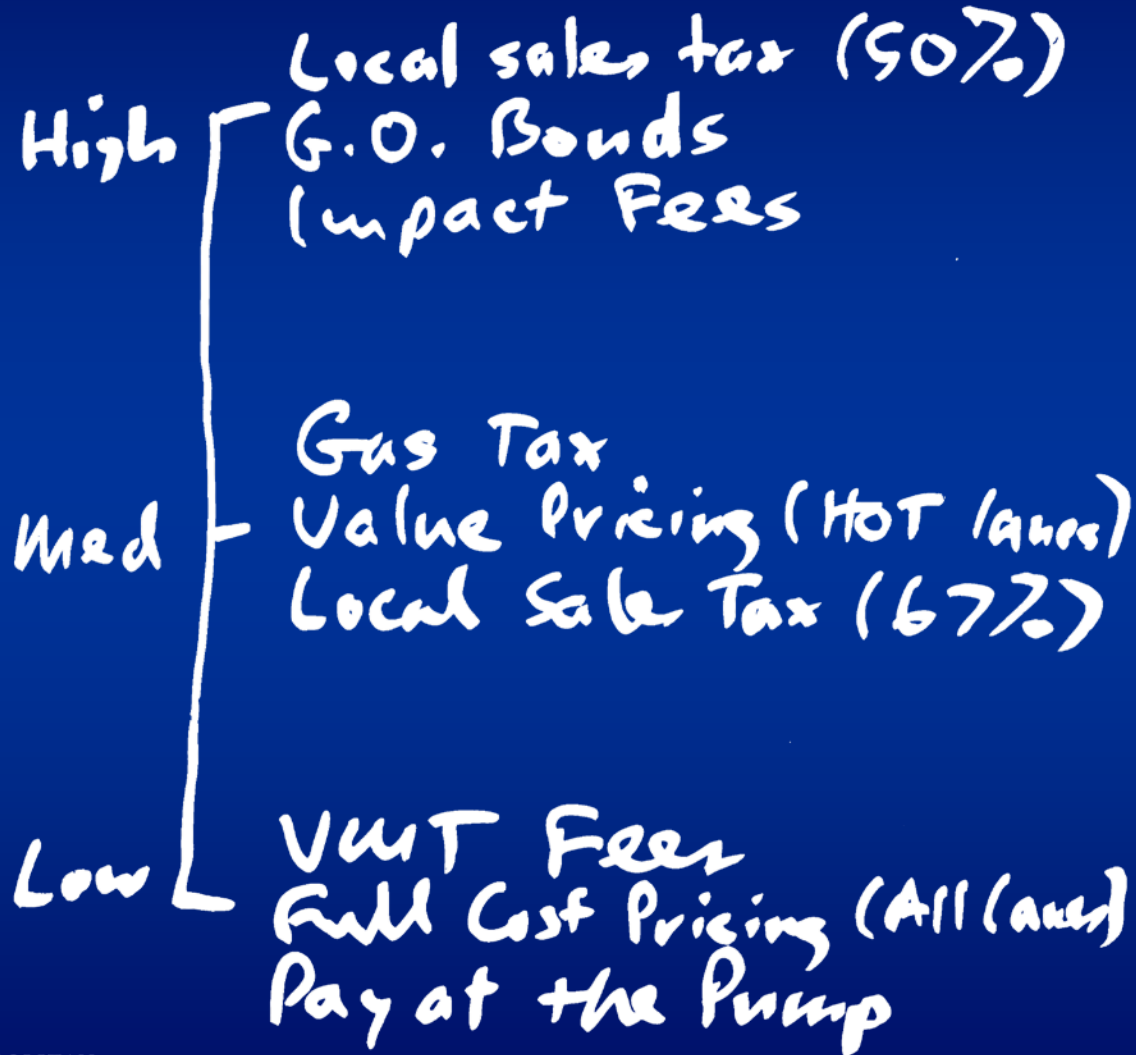 Local sales tax (50%)
High
G.O. Bonds
Impact Fees
Gas Tax
Med
Value Pricing (HOT lanes)
Local Sales Tax (67%)
VMT Fees
Low
Full Cost Pricing (All lanes)
Pay at the Pump